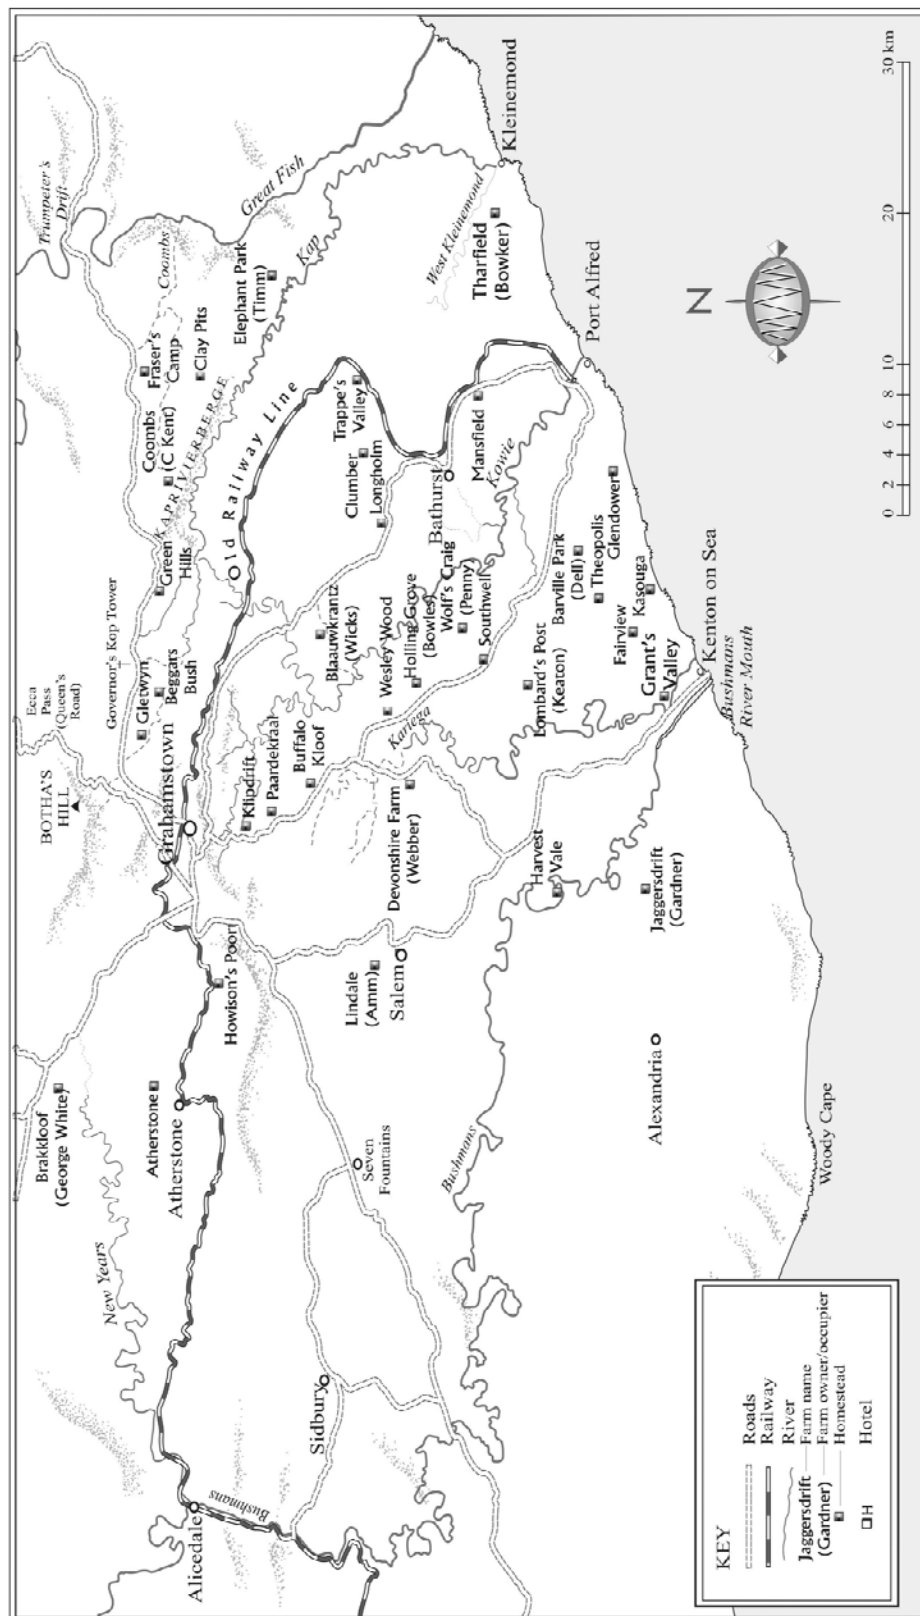 Trumpeter's
Drift
Ecca
Pass
(Queen's
Road)
BOTHA'S
HILL
Governor's Kop Tower
Brakkloof
(George White)
New Years
Atherstone
Atherstone
Alicedale
Bushmans
Howison's Poort
Grahamstown
Gletwyn
Beggars
Bush
Green
Hills
KAPRIVIERBERGE
Coombs
(C Kent)
Fraser's
Camp
Coombs
Clay Pits
Elephant Park
(Timm)
Great Fish
Kap
Old Railway Line
Trappe's
Valley
Clumber
Longholm
Bathurst
Mansfield
Kowie
West Kleinemond
Tharfield
(Bowker)
Kleinemond
Port Alfred
Klipdrift
Paardekraal
Buffalo
Kloof
Blaauwkrantz
(Wicks)
Wesley Wood
Holling Grove
(Bowles)
Wolf's Craig
(Penny)
Southwell
Kariega
Devonshire Farm
(Webber)
Lombard's Post
(Keaton)
Barville Park
(Dell)
Theopolis
Glendower
Fairview
Kasouga
Grant's
Valley
Kenton on Sea
Bushmans
River Mouth
Harvest
Vale
Jaggersdrift
(Gardner)
Lindale
(Amm)
Salem
Seven
Fountains
Sidbury
Bushmans
Alexandria
Woody Cape
N
0 2 4 6 8 10 20 30 km
KEY
Roads
Railway
River
Jaggersdrift Farm name
(Gardner) Farm owner/occupier
Homestead
H Hotel